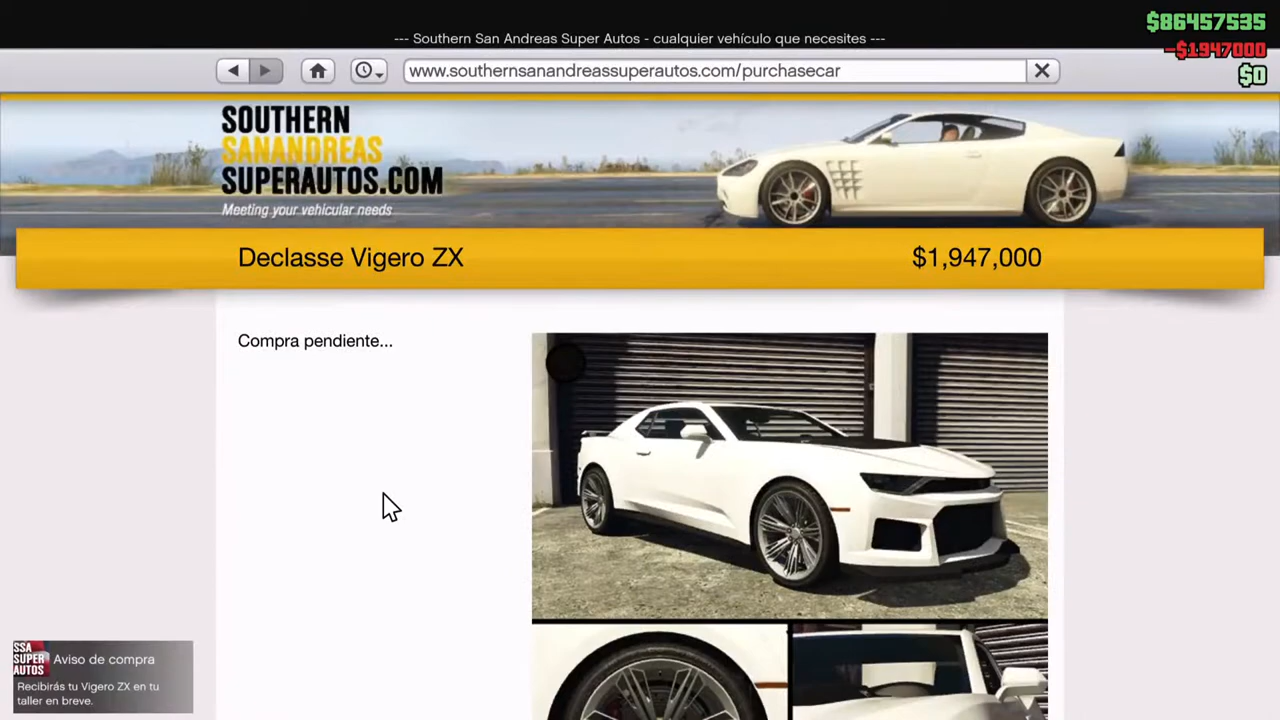 $86457535
--- Southern San Andreas Super Autos - cualquier vehículo que necesites ---
-$1947000
www.southernsanandreassuperautos.com/purchasecar
$0
SOUTHERN
SANANDREAS
SUPERAUTOS.COM
Meeting your vehicular needs
Declasse Vigero ZX $1,947,000
Compra pendiente...
SSA
SUPER
AUTOS
Aviso de compra
Recibirás tu Vigero ZX en tu
taller en breve.